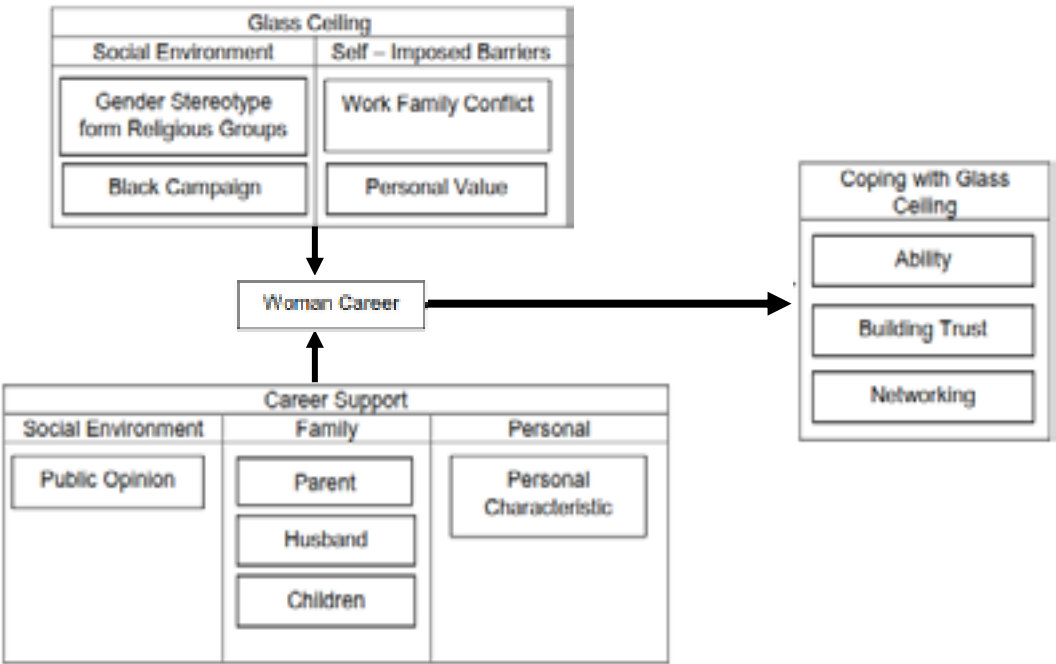 Glass Ceiling
Social Environment
Self – Imposed Barriers
Gender Stereotype
form Religious Groups
Work Family Conflict
Black Campaign
Personal Value
Coping with Glass
Ceiling
Ability
Building Trust
Networking
Woman Career
Career Support
Social Environment
Family
Personal
Public Opinion
Parent
Husband
Children
Personal
Characteristic